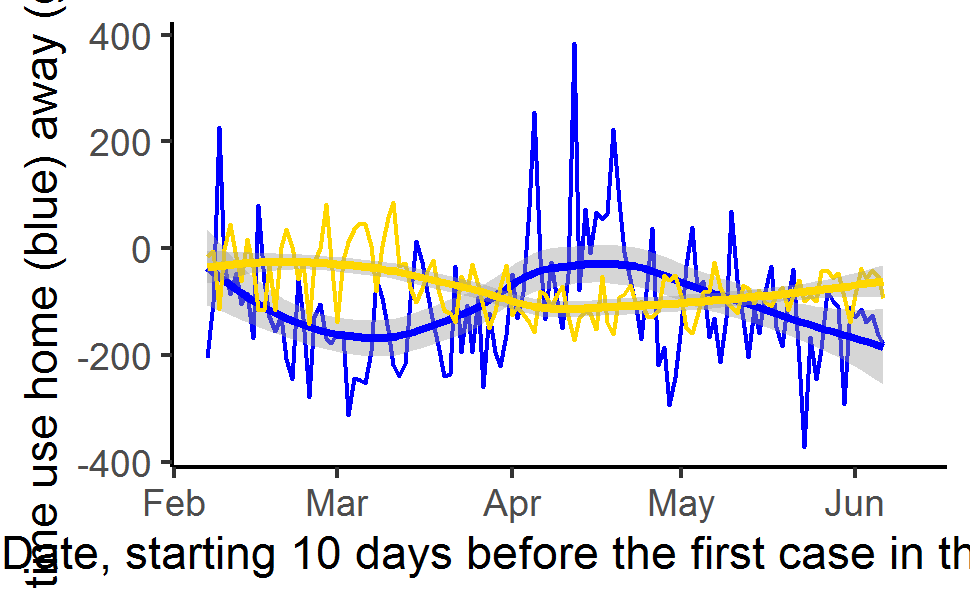 time use home (blue) away (
400
200
0
-200
-400
Feb Mar Apr May Jun
Date, starting 10 days before the first case in th